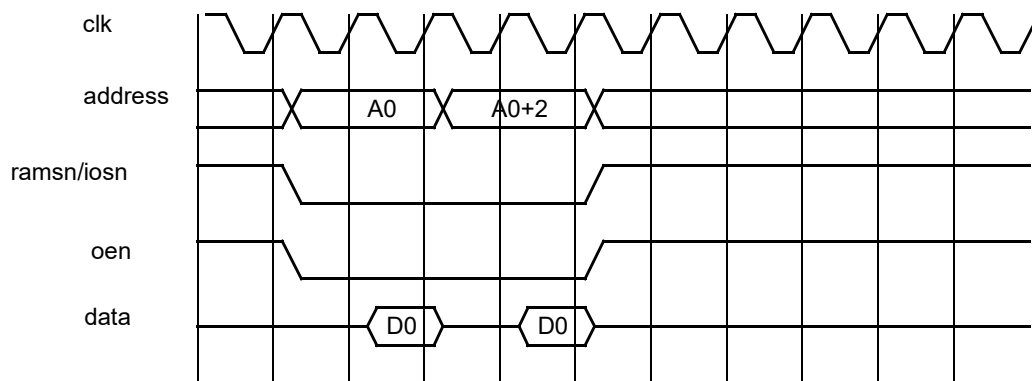 clk
address
A0
A0+2
ramsn/iosn
oen
data
D0
D0